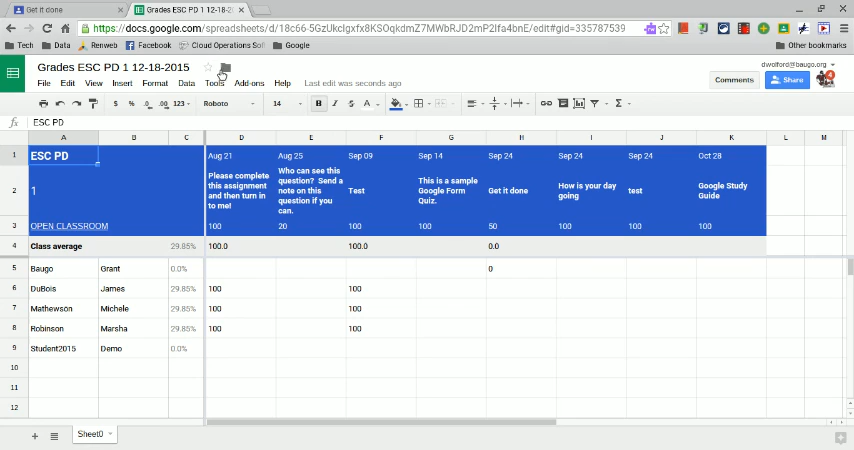 Get it done
Grades ESC PD 1 12-18-20
https://docs.google.com/spreadsheets/d/18c66-5GzUkclgxfx8KSOqkdmZ7MWbRJD2mP2lfa4bnE/edit#gid=335787539
Tech Data Renweb Facebook Cloud Operations Sof Google Other bookmarks
Grades ESC PD 1 12-18-2015
dwolford@baugo.org
File Edit View Insert Format Data Tools Add-ons Help Last edit was seconds ago
Comments Share 4
$ % .0 .00 123 Roboto 14 B I S A
fx ESC PD
A B C D E F G H I J K L M
1 ESC PD Aug 21 Aug 25 Sep 09 Sep 14 Sep 24 Sep 24 Sep 24 Oct 28
2 1
Please complete this assignment and then turn in to me!
Who can see this question? Send a note on this question if you can.
Test
This is a sample Google Form Quiz.
Get it done
How is your day going
test
Google Study Guide
3 OPEN CLASSROOM 100 20 100 100 50 100 100 100
4 Class average 29.85% 100.0 100.0 0.0
5 Baugo Grant 0.0% 0
6 DuBois James 29.85% 100 100
7 Mathewson Michele 29.85% 100 100
8 Robinson Marsha 29.85% 100 100
9 Student2015 Demo 0.0%
10
11
12
Sheet0